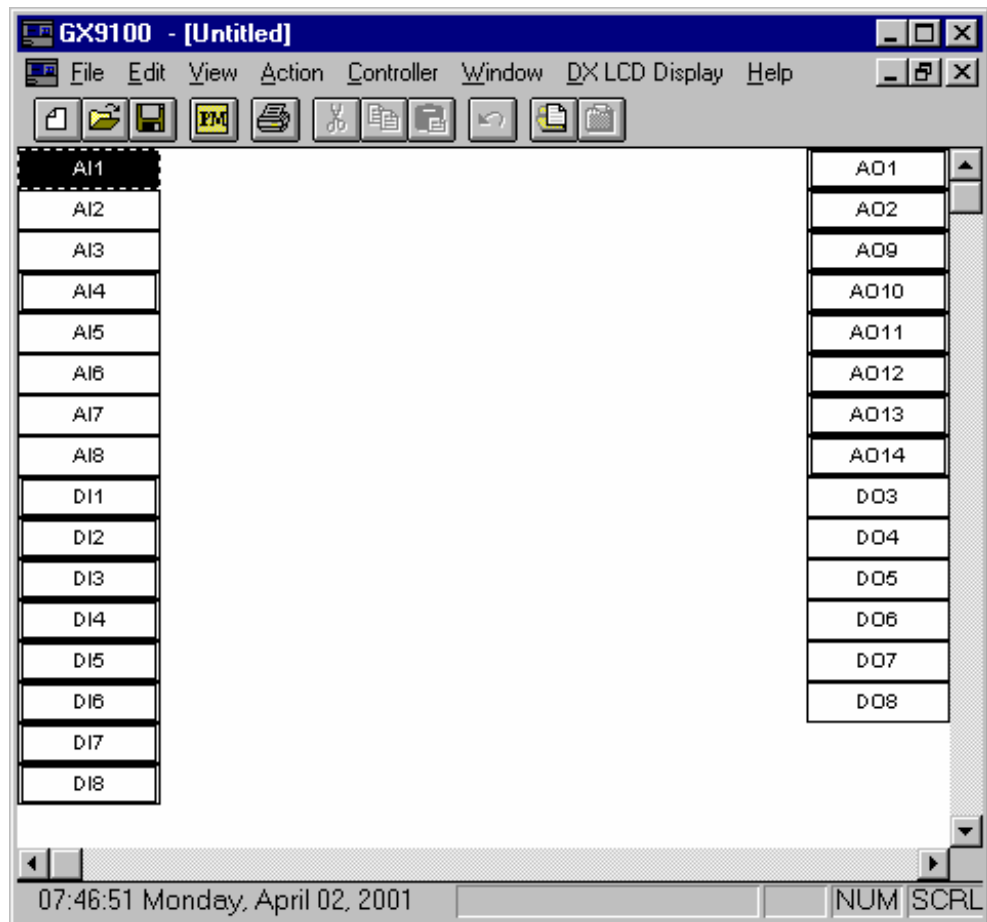 GX9100 - [Untitled]
File Edit View Action Controller Window DX LCD Display Help
PM
AI1
AI2
AI3
AI4
AI5
AI6
AI7
AI8
DI1
DI2
DI3
DI4
DI5
DI6
DI7
DI8
AO1
AO2
AO9
AO10
AO11
AO12
AO13
AO14
DO3
DO4
DO5
DO6
DO7
DO8
07:46:51 Monday, April 02, 2001 NUM SCRL